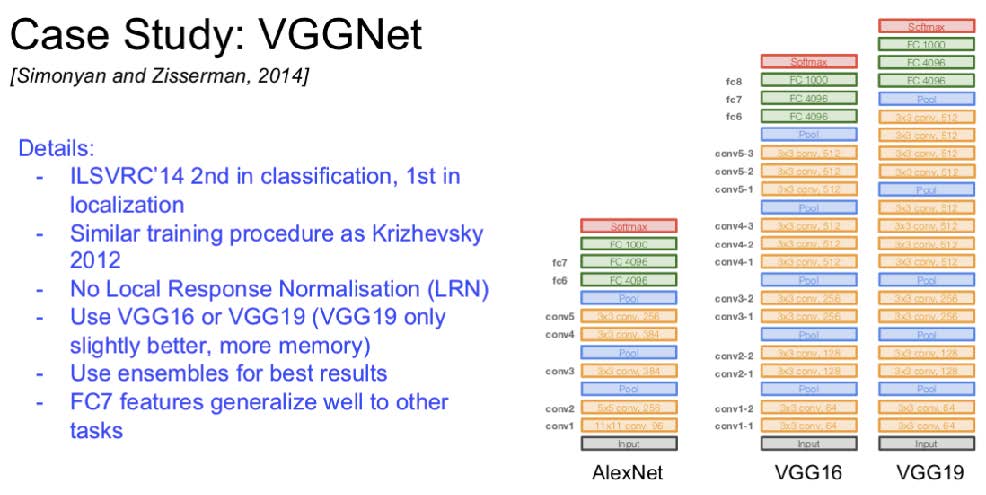 Case Study: VGGNet
[Simonyan and Zisserman, 2014]
Details:
- ILSVRC'14 2nd in classification, 1st in
localization
- Similar training procedure as Krizhevsky
2012
- No Local Response Normalisation (LRN)
- Use VGG16 or VGG19 (VGG19 only
slightly better, more memory)
- Use ensembles for best results
- FC7 features generalize well to other
tasks
Softmax
FC 1000
fc7 FC 4096
fc6 FC 4096
Pool
conv5 3x3 conv, 256
conv4 3x3 conv, 384
Pool
conv3 3x3 conv, 384
Pool
conv2 5x5 conv, 256
conv1 11x11 conv, 96
Input
AlexNet
Softmax
fc8 FC 1000
fc7 FC 4096
fc6 FC 4096
Pool
conv5-3 3x3 conv, 512
conv5-2 3x3 conv, 512
conv5-1 3x3 conv, 512
Pool
conv4-3 3x3 conv, 512
conv4-2 3x3 conv, 512
conv4-1 3x3 conv, 512
Pool
conv3-2 3x3 conv, 256
conv3-1 3x3 conv, 256
Pool
conv2-2 3x3 conv, 128
conv2-1 3x3 conv, 128
Pool
conv1-2 3x3 conv, 64
conv1-1 3x3 conv, 64
Input
VGG16
Softmax
FC 1000
FC 4096
FC 4096
Pool
3x3 conv, 512
3x3 conv, 512
3x3 conv, 512
3x3 conv, 512
Pool
3x3 conv, 512
3x3 conv, 512
3x3 conv, 512
3x3 conv, 512
Pool
3x3 conv, 256
3x3 conv, 256
Pool
3x3 conv, 128
3x3 conv, 128
Pool
3x3 conv, 64
3x3 conv, 64
Input
VGG19